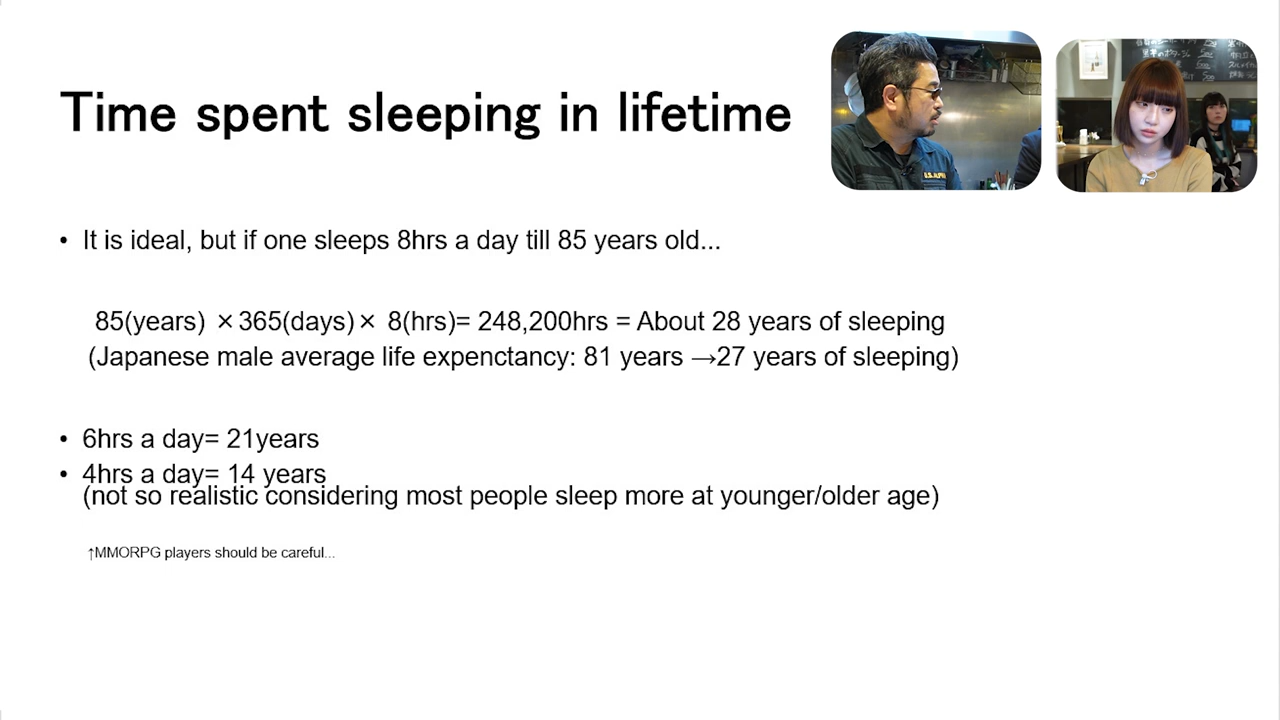 Time spent sleeping in lifetime
• It is ideal, but if one sleeps 8hrs a day till 85 years old...
85(years) ×365(days)× 8(hrs)= 248,200hrs = About 28 years of sleeping
(Japanese male average life expenctancy: 81 years →27 years of sleeping)
• 6hrs a day= 21years
• 4hrs a day= 14 years
(not so realistic considering most people sleep more at younger/older age)
↑MMORPG players should be careful...